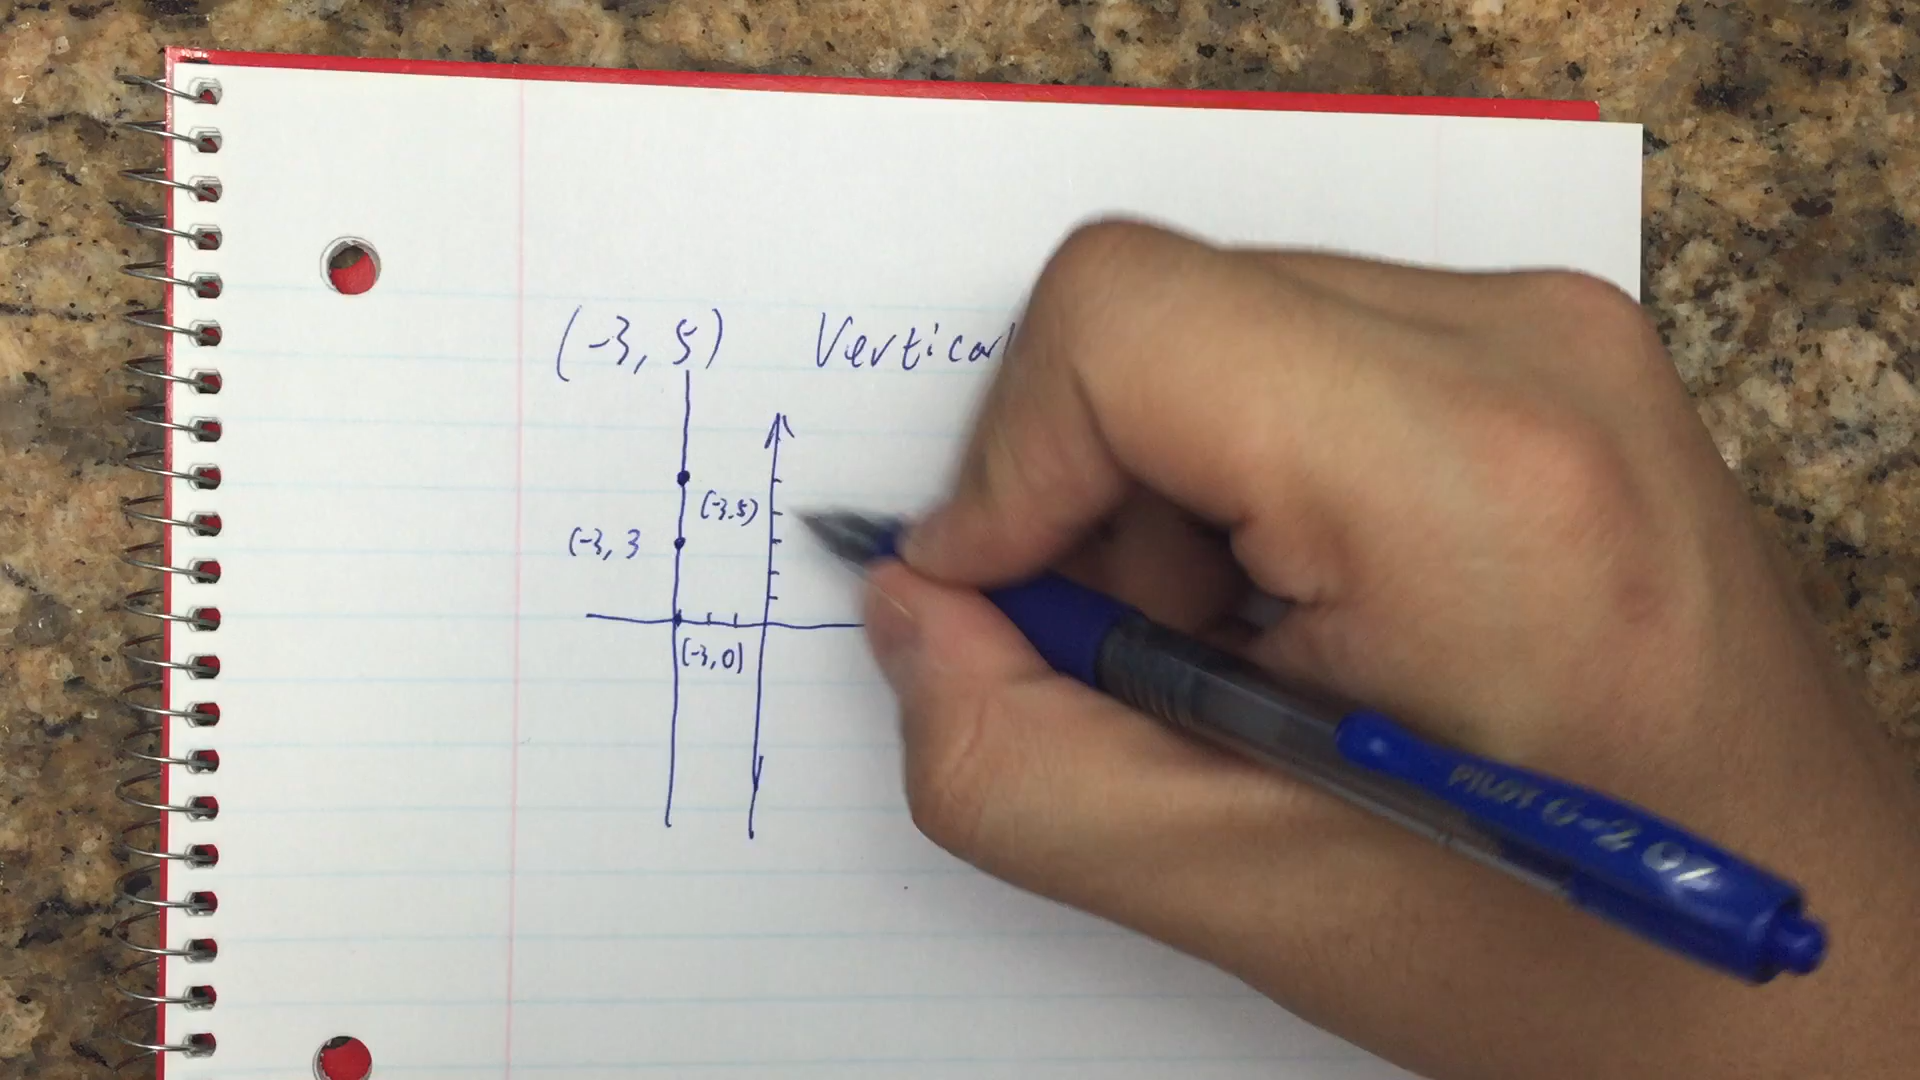 (-3, 5) Vertical
(-3.5)
(-3, 3
(-3,0)
PILOT G-2 07